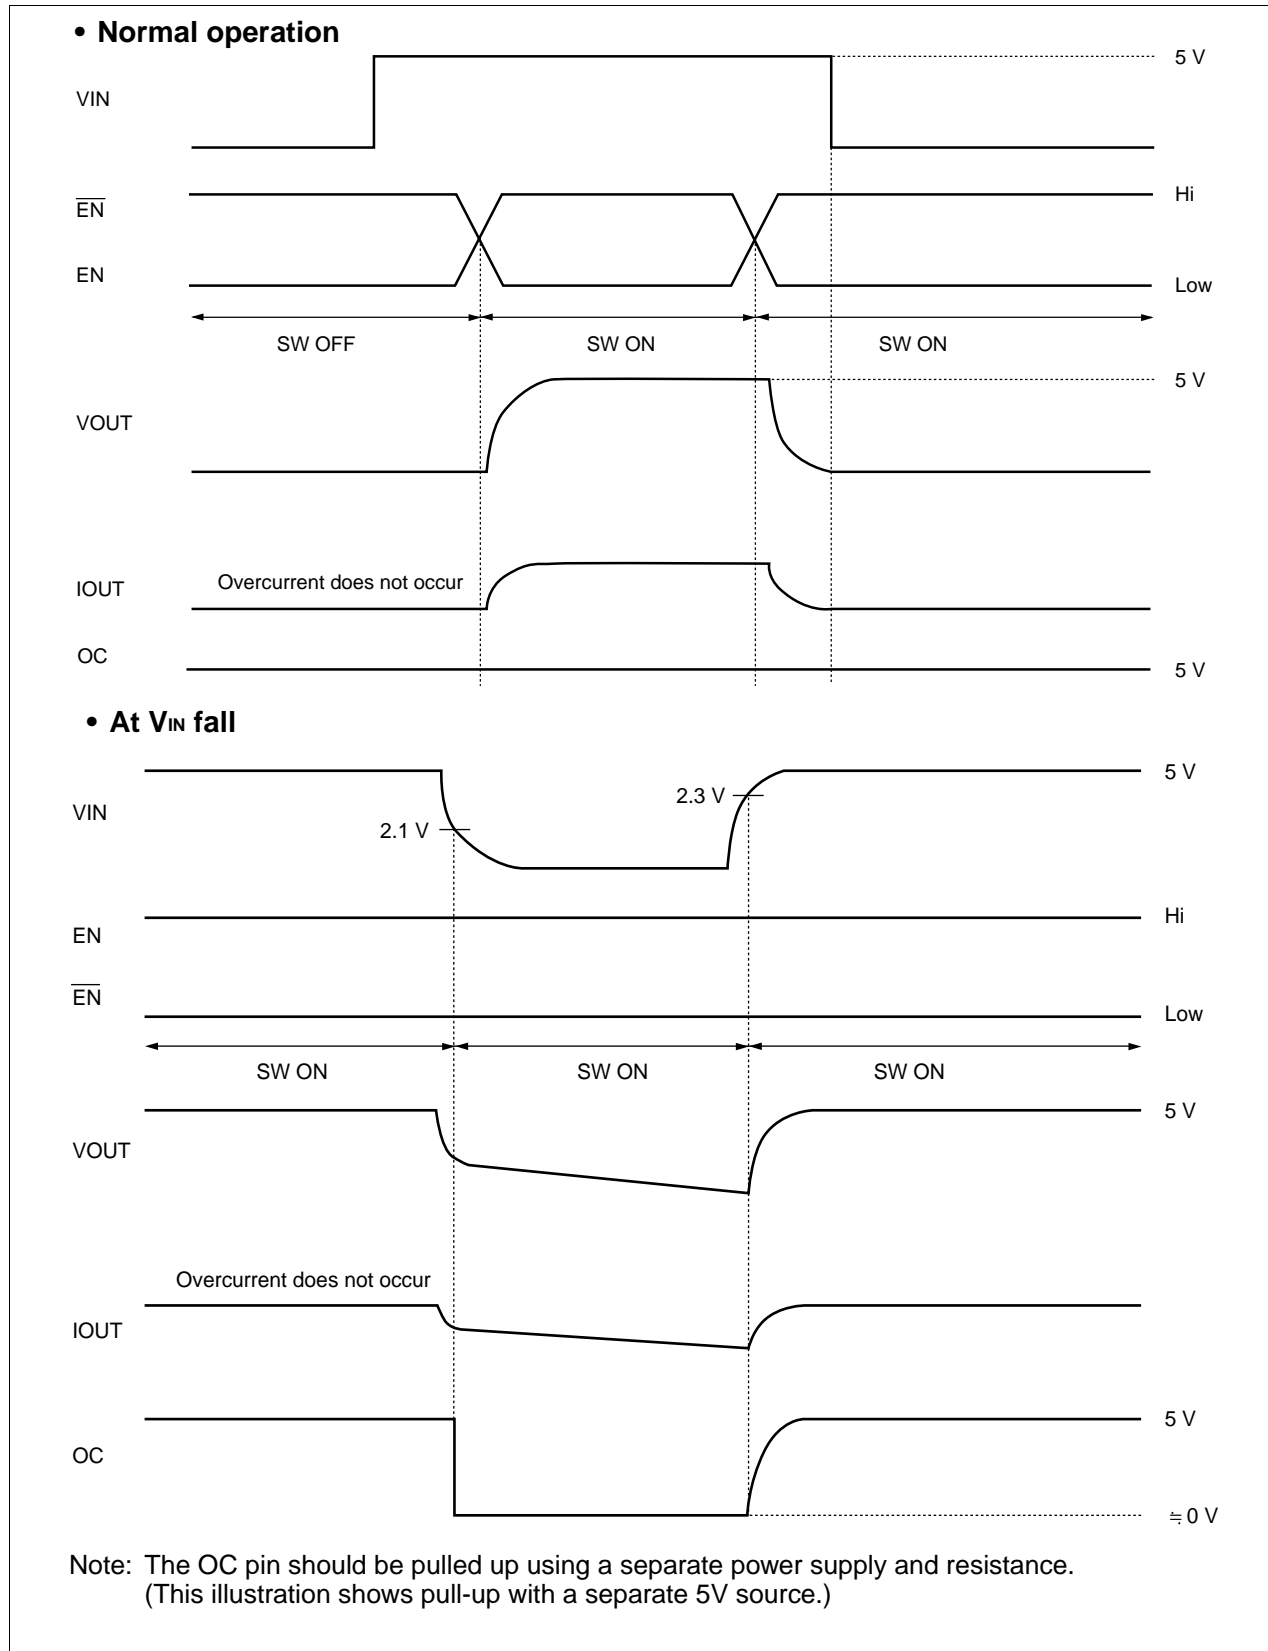 • Normal operation
5 V
VIN
Hi
EN
EN
Low
SW OFF SW ON SW ON
5 V
VOUT
Overcurrent does not occur
IOUT
OC
5 V
• At VIN fall
5 V
2.3 V
VIN
2.1 V
Hi
EN
EN
Low
SW ON SW ON SW ON
5 V
VOUT
Overcurrent does not occur
IOUT
5 V
OC
≒ 0 V
Note: The OC pin should be pulled up using a separate power supply and resistance.
(This illustration shows pull-up with a separate 5V source.)